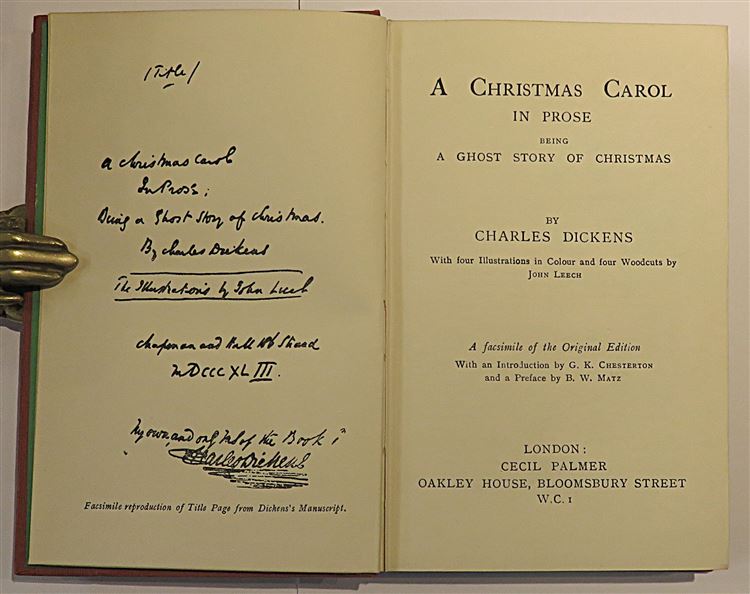 (Title)
A Christmas Carol
In Prose;
Being a Ghost Story of Christmas.
By Charles Dickens
The Illustrations by John Leech
Chapman and Hall 186 Strand
MDCCCXLIII.
My own, and only MS of the Book
Charles Dickens
Facsimile reproduction of Title Page from Dickens's Manuscript.
A CHRISTMAS CAROL
IN PROSE
BEING
A GHOST STORY OF CHRISTMAS
BY
CHARLES DICKENS
With four Illustrations in Colour and four Woodcuts by
JOHN LEECH
A facsimile of the Original Edition
With an Introduction by G. K. CHESTERTON
and a Preface by B. W. MATZ
LONDON:
CECIL PALMER
OAKLEY HOUSE, BLOOMSBURY STREET
W.C. 1